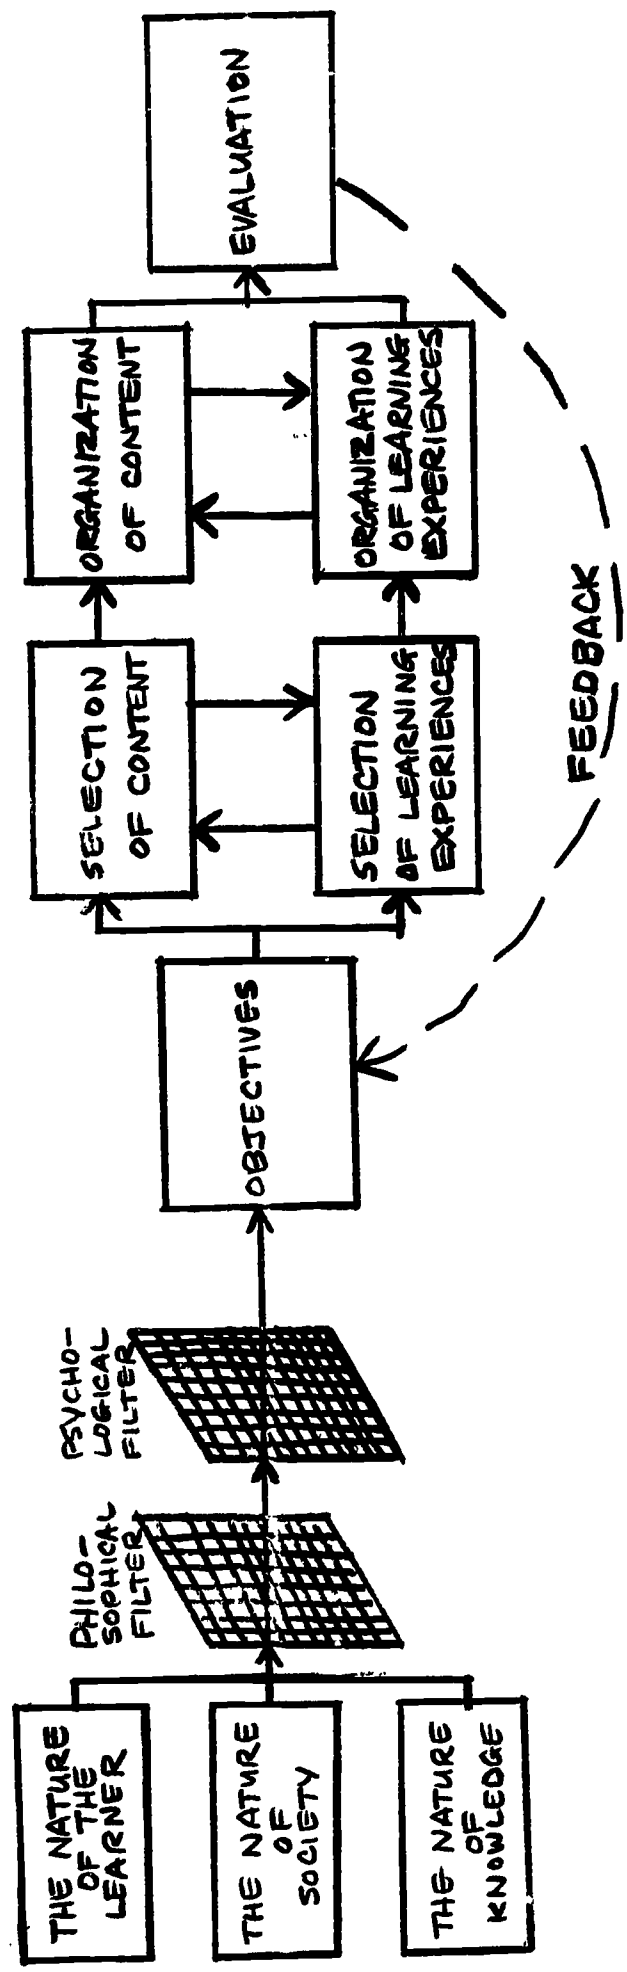 THE NATURE
OF THE
LEARNER
THE NATURE
OF
SOCIETY
THE NATURE
OF
KNOWLEDGE
PHILO-
SOPHICAL
FILTER
PSYCHO-
LOGICAL
FILTER
OBJECTIVES
SELECTION
OF CONTENT
SELECTION
OF LEARNING
EXPERIENCES
ORGANIZATION
OF CONTENT
ORGANIZATION
OF LEARNING
EXPERIENCES
EVALUATION
FEEDBACK